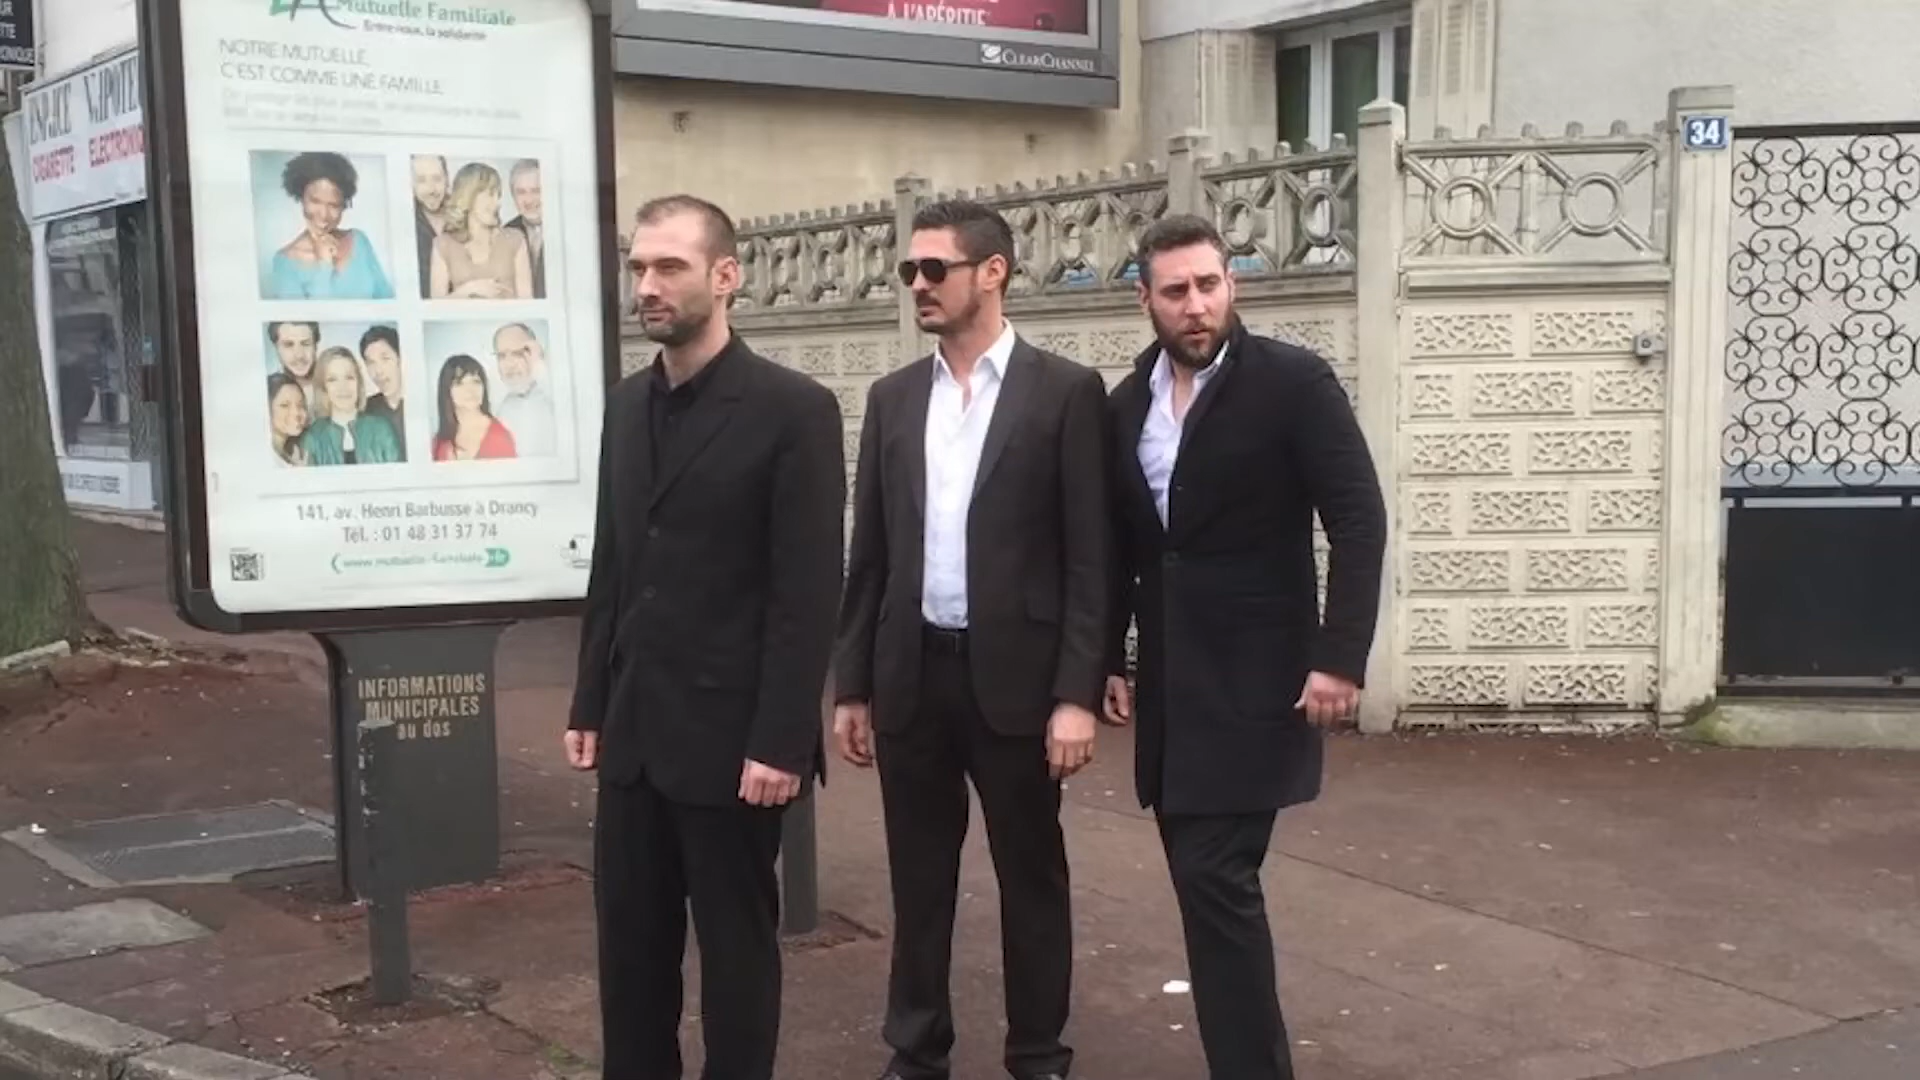 ESPACE VAPOTE
CIGARETTE ELECTRONIQ
Mutuelle Familiale
Entre nous, la solidarité
NOTRE MUTUELLE,
C'EST COMME UNE FAMILLE.
141, av. Henri Barbusse à Drancy
Tél. : 01 48 31 37 74
INFORMATIONS
MUNICIPALES
au dos
À L'APÉRITIF
CLEARCHANNEL
34